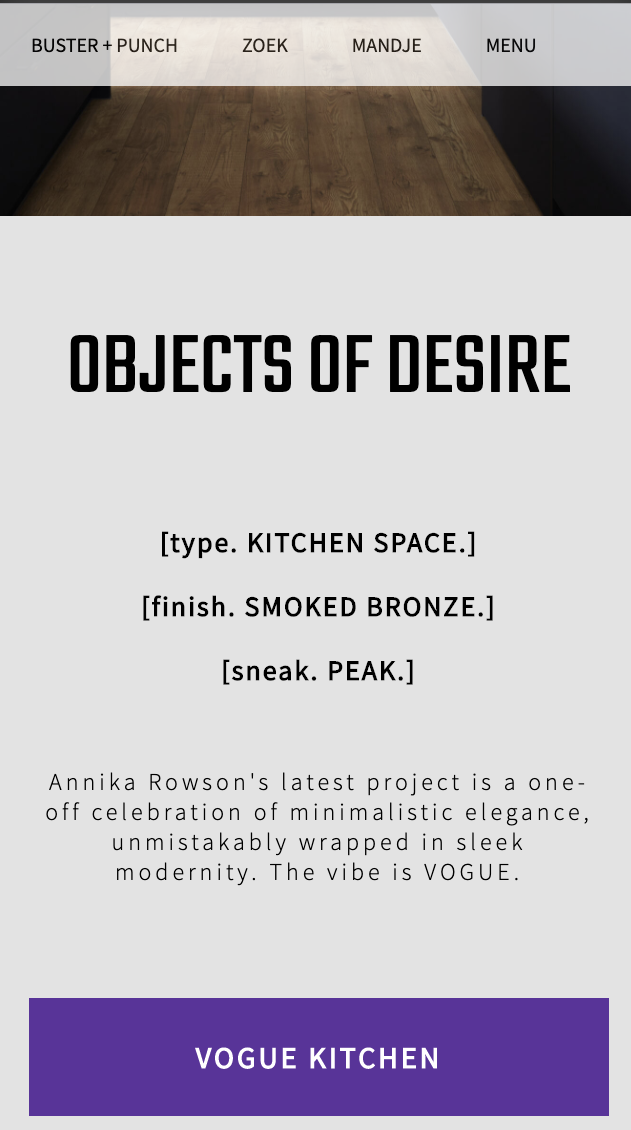 BUSTER + PUNCH ZOEK MANDJE MENU
OBJECTS OF DESIRE
[type. KITCHEN SPACE.]
[finish. SMOKED BRONZE.]
[sneak. PEAK.]
Annika Rowson's latest project is a one-
off celebration of minimalistic elegance,
unmistakably wrapped in sleek
modernity. The vibe is VOGUE.
VOGUE KITCHEN